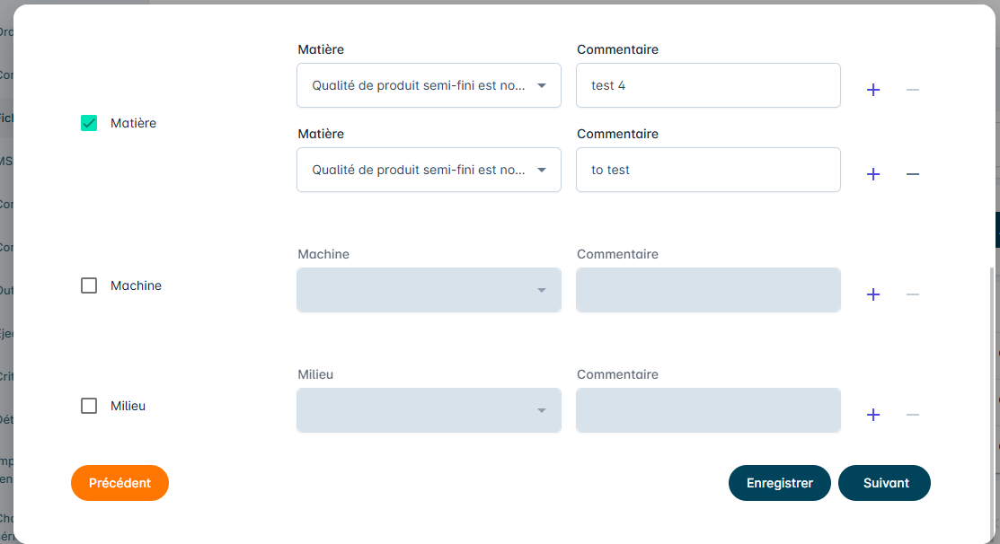 Matière Commentaire
Qualité de produit semi-fini est no... test 4
Matière
Matière Commentaire
Qualité de produit semi-fini est no... to test
Machine Commentaire
Machine
Milieu Commentaire
Milieu
Précédent Enregistrer Suivant